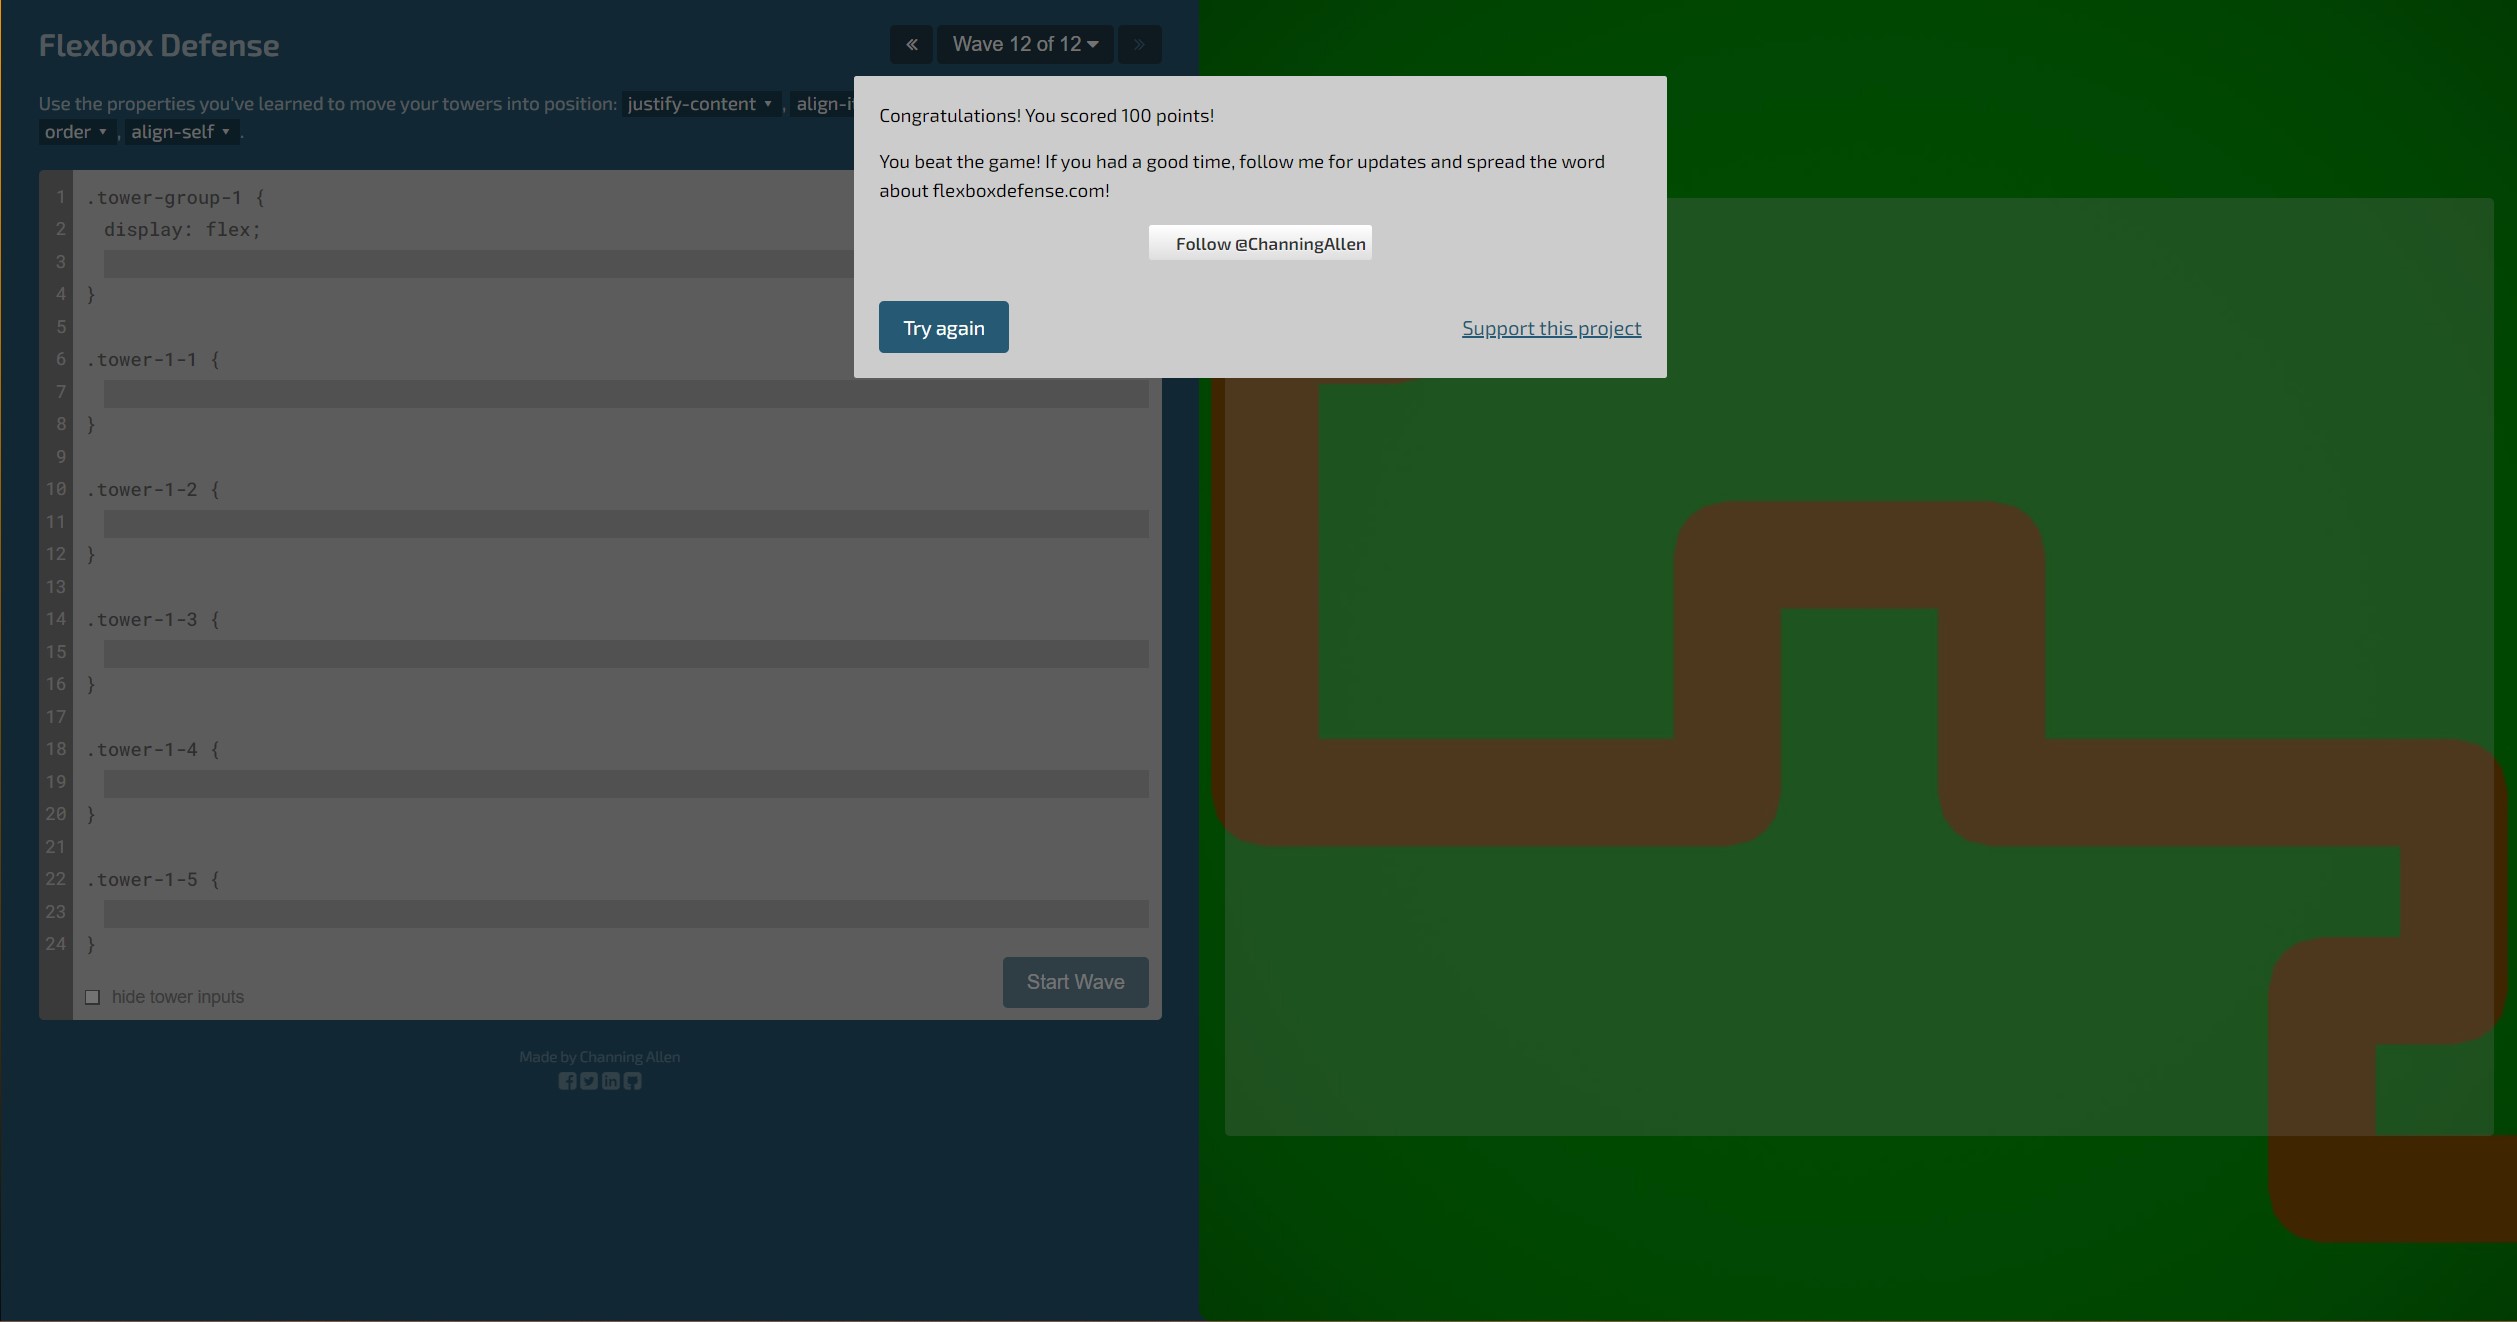 Flexbox Defense
« Wave 12 of 12 »
Use the properties you've learned to move your towers into position: justify-content ▾ , align-i
order ▾ , align-self ▾ .
Congratulations! You scored 100 points!
You beat the game! If you had a good time, follow me for updates and spread the word
about flexboxdefense.com!
Follow @ChanningAllen
Try again
Support this project
1 .tower-group-1 {
2 display: flex;
3
4 }
5
6 .tower-1-1 {
7
8 }
9
10 .tower-1-2 {
11
12 }
13
14 .tower-1-3 {
15
16 }
17
18 .tower-1-4 {
19
20 }
21
22 .tower-1-5 {
23
24 }
hide tower inputs
Start Wave
Made by Channing Allen